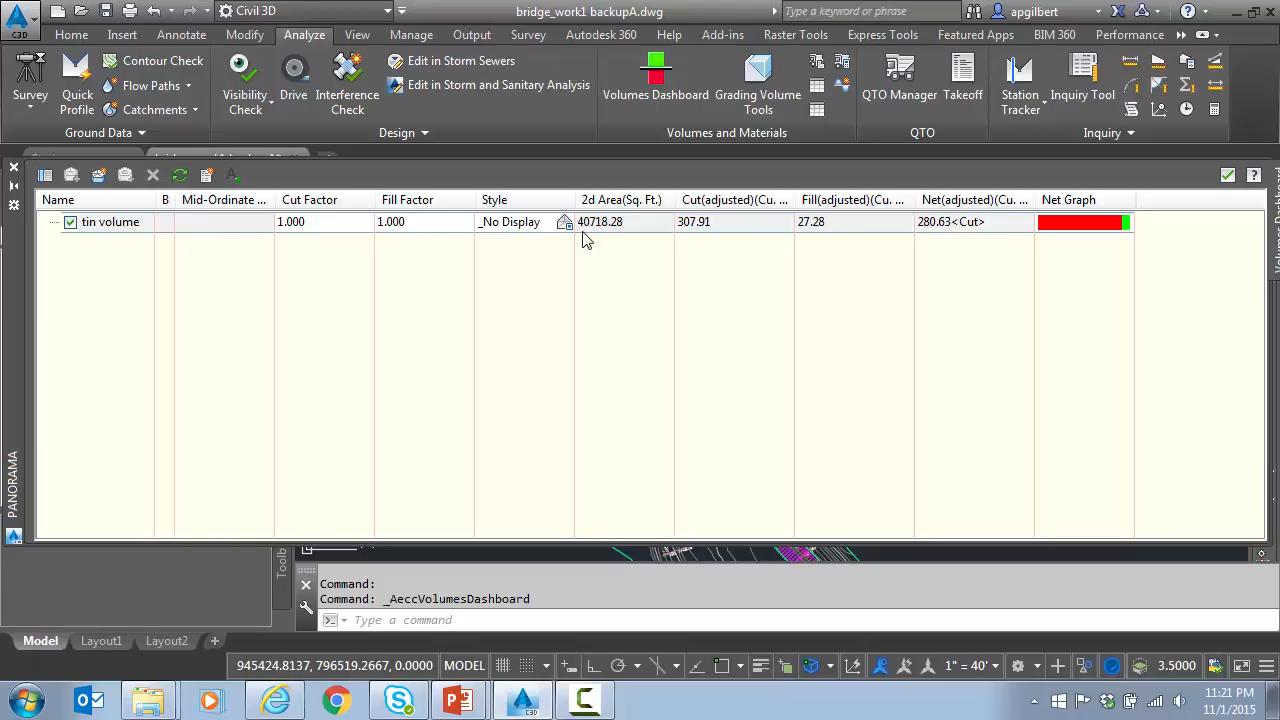 Civil 3D
bridge_work1 backupA.dwg
Type a keyword or phrase
apgilbert
C3D
Home
Insert
Annotate
Modify
Analyze
View
Manage
Output
Survey
Autodesk 360
Help
Add-ins
Raster Tools
Express Tools
Featured Apps
BIM 360
Performance
Survey
Quick Profile
Contour Check
Flow Paths
Catchments
Ground Data
Visibility Check
Drive
Interference Check
Edit in Storm Sewers
Edit in Storm and Sanitary Analysis
Design
Volumes Dashboard
Grading Volume Tools
Volumes and Materials
QTO Manager
Takeoff
QTO
Station Tracker
Inquiry Tool
Inquiry
Name B Mid-Ordinate ... Cut Factor Fill Factor Style 2d Area(Sq. Ft.) Cut(adjusted)(Cu. ... Fill(adjusted)(Cu. ... Net(adjusted)(Cu. ... Net Graph
tin volume 1.000 1.000 _No Display 40718.28 307.91 27.28 280.63<Cut>
PANORAMA
Toolb
Command:
Command: _AeccVolumesDashboard
Type a command
Model Layout1 Layout2
945424.8137, 796519.2667, 0.0000 MODEL 1" = 40' 3.5000
11:21 PM
11/1/2015